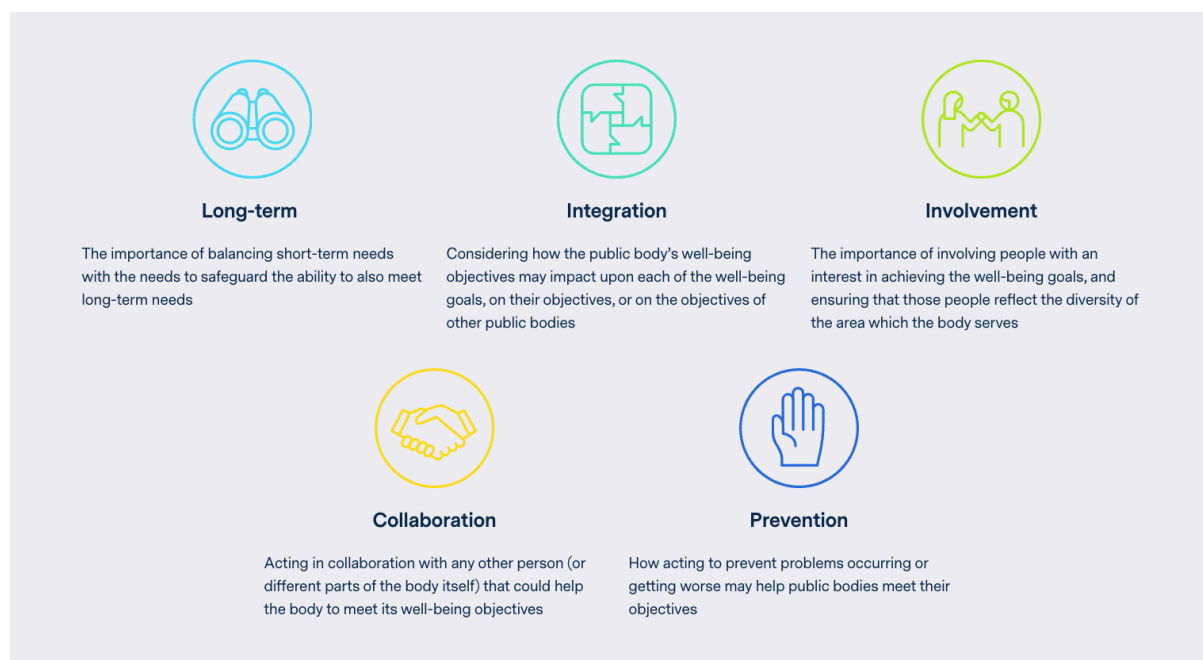 Long-term
The importance of balancing short-term needs
with the needs to safeguard the ability to also meet
long-term needs
Integration
Considering how the public body’s well-being
objectives may impact upon each of the well-being
goals, on their objectives, or on the objectives of
other public bodies
Involvement
The importance of involving people with an
interest in achieving the well-being goals, and
ensuring that those people reflect the diversity of
the area which the body serves
Collaboration
Acting in collaboration with any other person (or
different parts of the body itself) that could help
the body to meet its well-being objectives
Prevention
How acting to prevent problems occurring or
getting worse may help public bodies meet their
objectives